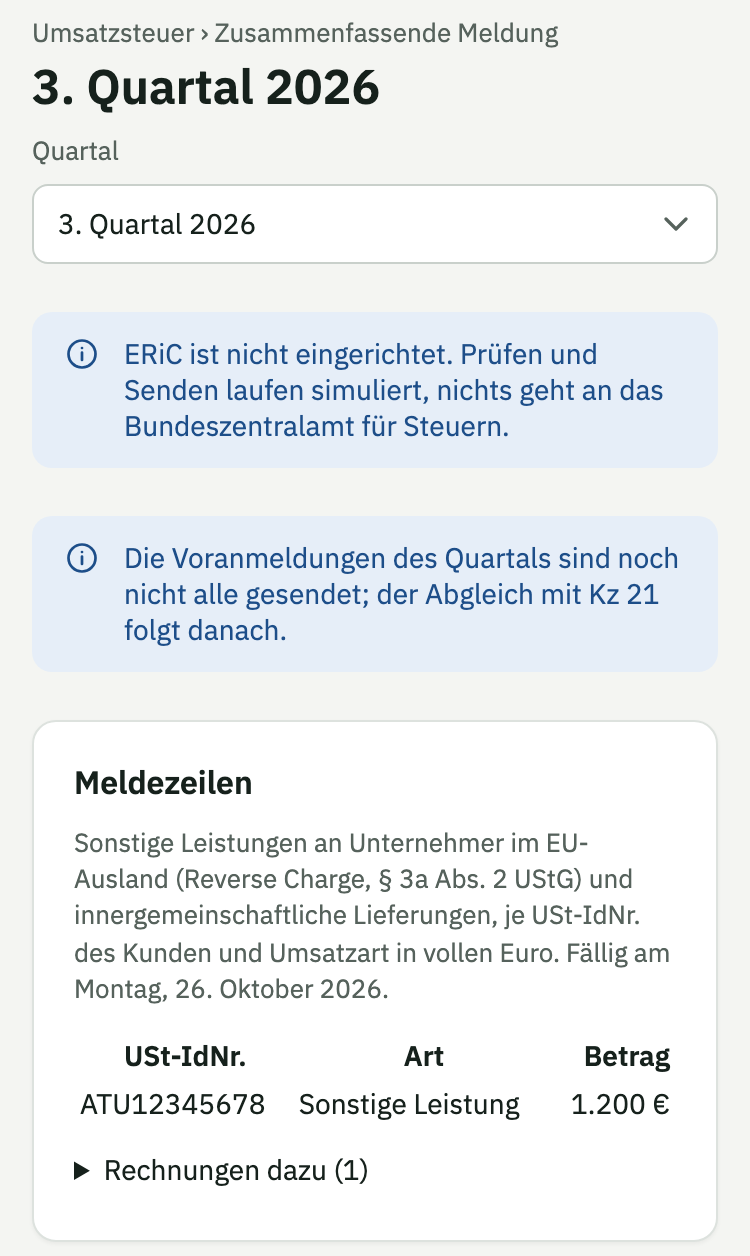 Umsatzsteuer › Zusammenfassende Meldung
3. Quartal 2026
Quartal
3. Quartal 2026
ERiC ist nicht eingerichtet. Prüfen und
Senden laufen simuliert, nichts geht an das
Bundeszentralamt für Steuern.
Die Voranmeldungen des Quartals sind noch
nicht alle gesendet; der Abgleich mit Kz 21
folgt danach.
Meldezeilen
Sonstige Leistungen an Unternehmer im EU-
Ausland (Reverse Charge, § 3a Abs. 2 UStG) und
innergemeinschaftliche Lieferungen, je USt-IdNr.
des Kunden und Umsatzart in vollen Euro. Fällig am
Montag, 26. Oktober 2026.
USt-IdNr. Art Betrag
ATU12345678 Sonstige Leistung 1.200 €
Rechnungen dazu (1)